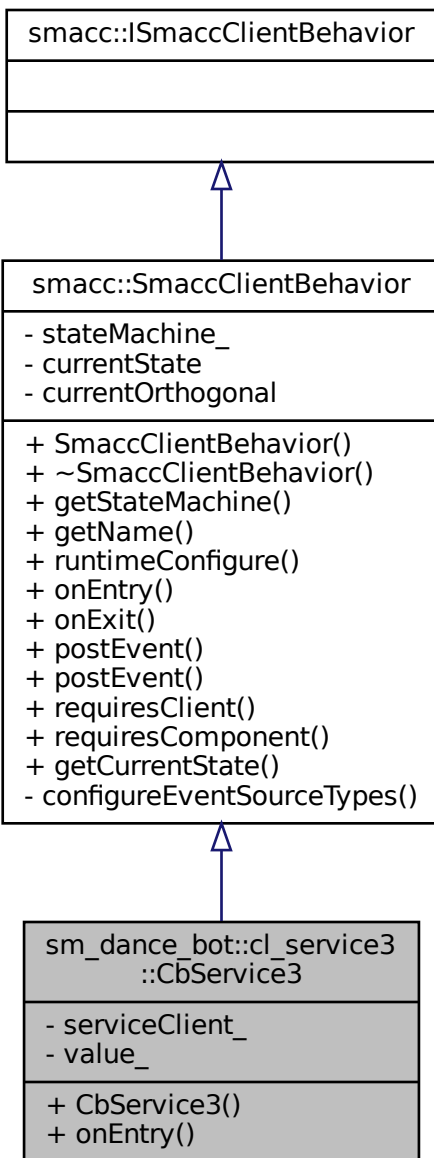 smacc::ISmaccClientBehavior
smacc::SmaccClientBehavior
- stateMachine_
- currentState
- currentOrthogonal
+ SmaccClientBehavior()
+ ~SmaccClientBehavior()
+ getStateMachine()
+ getName()
+ runtimeConfigure()
+ onEntry()
+ onExit()
+ postEvent()
+ postEvent()
+ requiresClient()
+ requiresComponent()
+ getCurrentState()
- configureEventSourceTypes()
sm_dance_bot::cl_service3
::CbService3
- serviceClient_
- value_
+ CbService3()
+ onEntry()